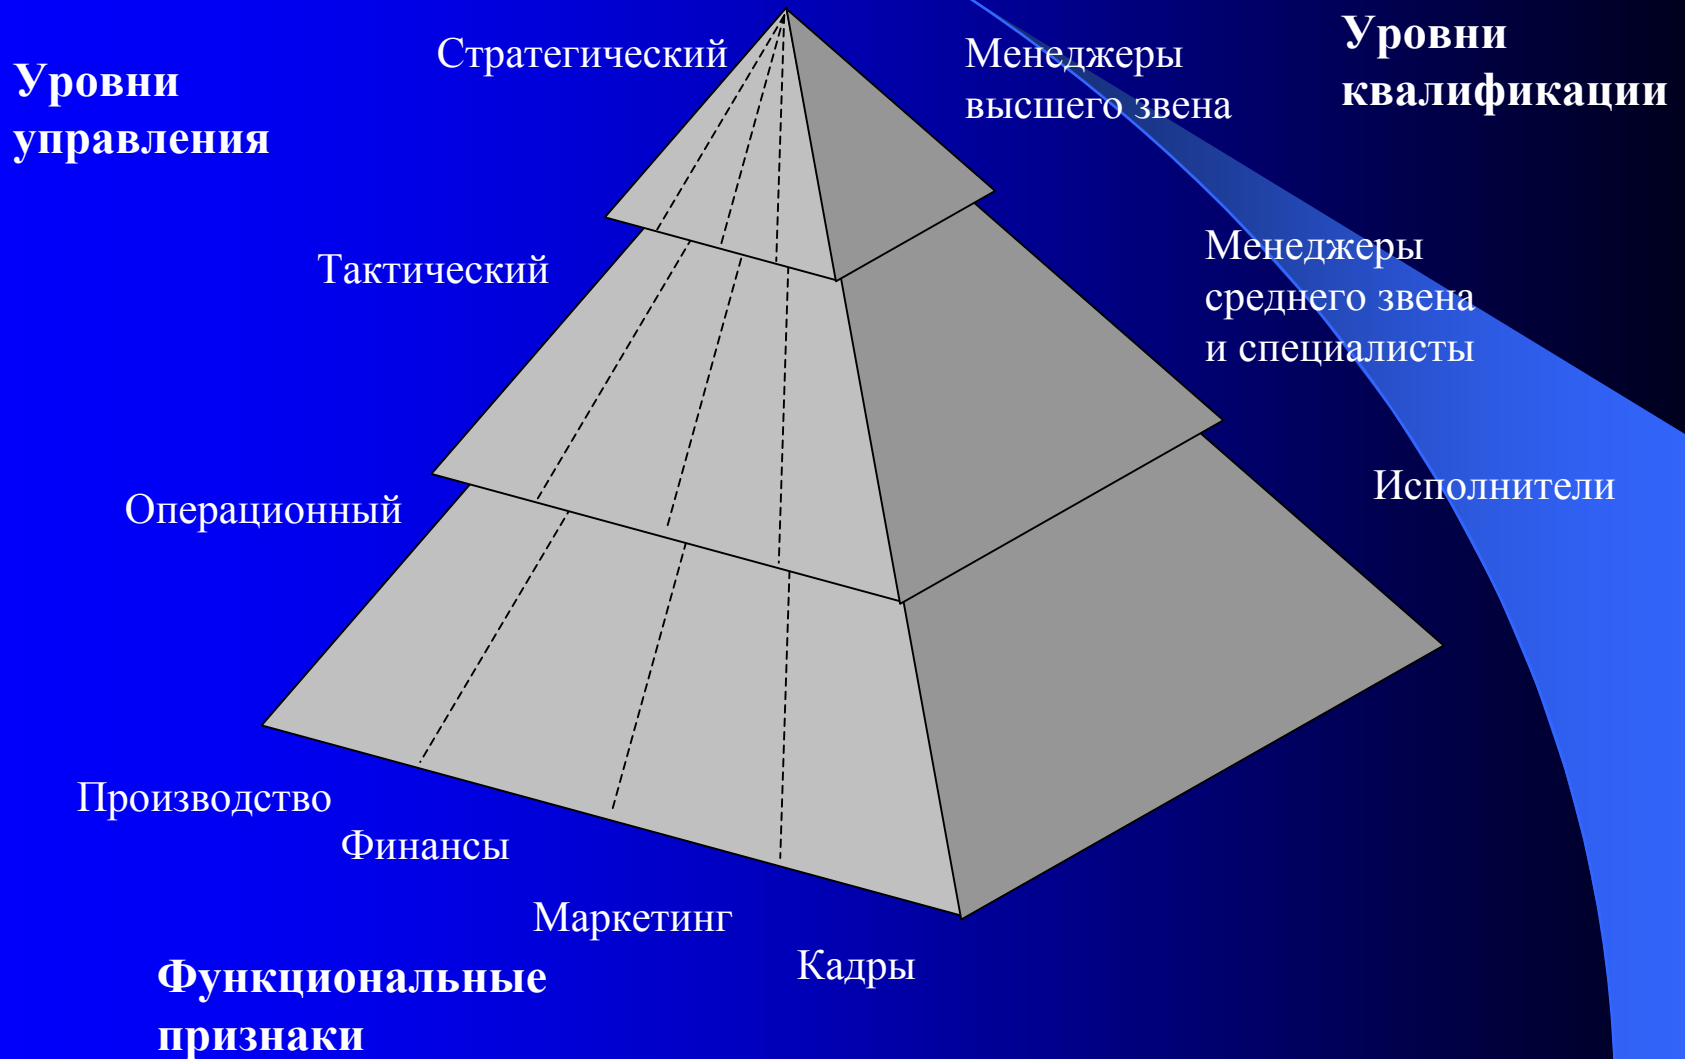 Уровни
управления
Стратегический
Менеджеры
высшего звена
Уровни
квалификации
Тактический
Менеджеры
среднего звена
и специалисты
Операционный
Исполнители
Производство
Финансы
Маркетинг
Кадры
Функциональные
признаки